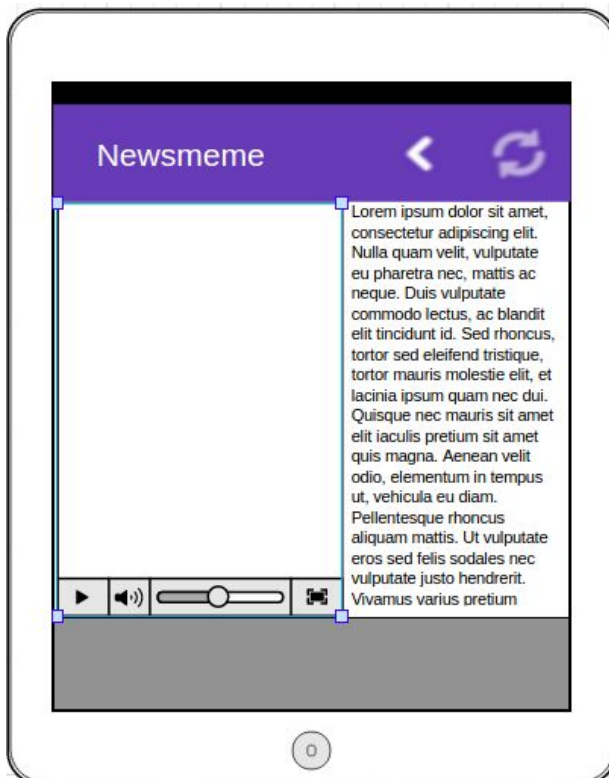 Newsmeme
Lorem ipsum dolor sit amet,
consectetur adipiscing elit.
Nulla quam velit, vulputate
eu pharetra nec, mattis ac
neque. Duis vulputate
commodo lectus, ac blandit
elit tincidunt id. Sed rhoncus,
tortor sed eleifend tristique,
tortor mauris molestie elit, et
lacinia ipsum quam nec dui.
Quisque nec mauris sit amet
elit iaculis pretium sit amet
quis magna. Aenean velit
odio, elementum in tempus
ut, vehicula eu diam.
Pellentesque rhoncus
aliquam mattis. Ut vulputate
eros sed felis sodales nec
vulputate justo hendrerit.
Vivamus varius pretium